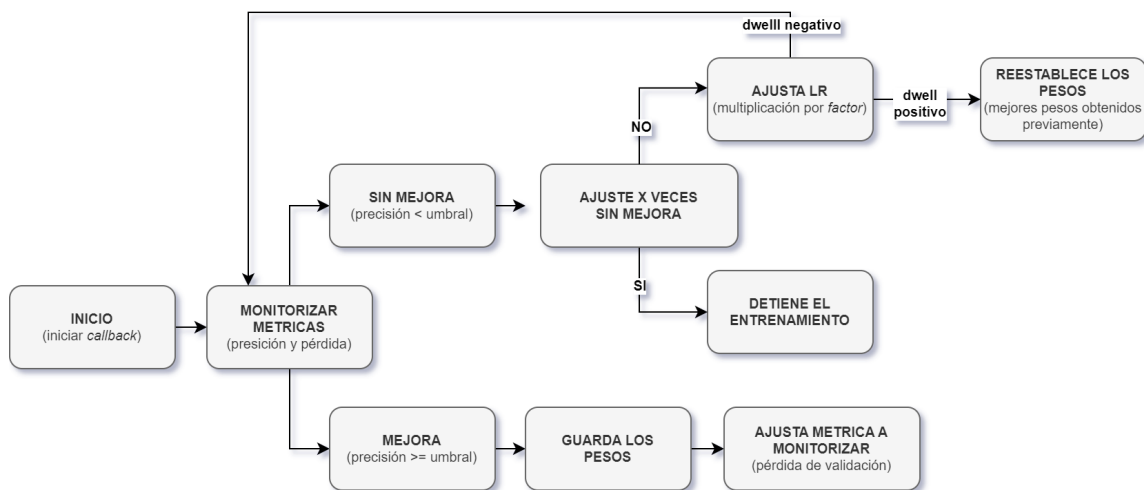 dwelll negativo
AJUSTA LR
(multiplicación por factor)
dwell
positivo
REESTABLECE LOS
PESOS
(mejores pesos obtenidos
previamente)
NO
SIN MEJORA
(precisión < umbral)
AJUSTE X VECES
SIN MEJORA
SI
INICIO
(iniciar callback)
MONITORIZAR
METRICAS
(presición y pérdida)
DETIENE EL
ENTRENAMIENTO
MEJORA
(precisión >= umbral)
GUARDA LOS
PESOS
AJUSTA METRICA A
MONITORIZAR
(pérdida de validación)